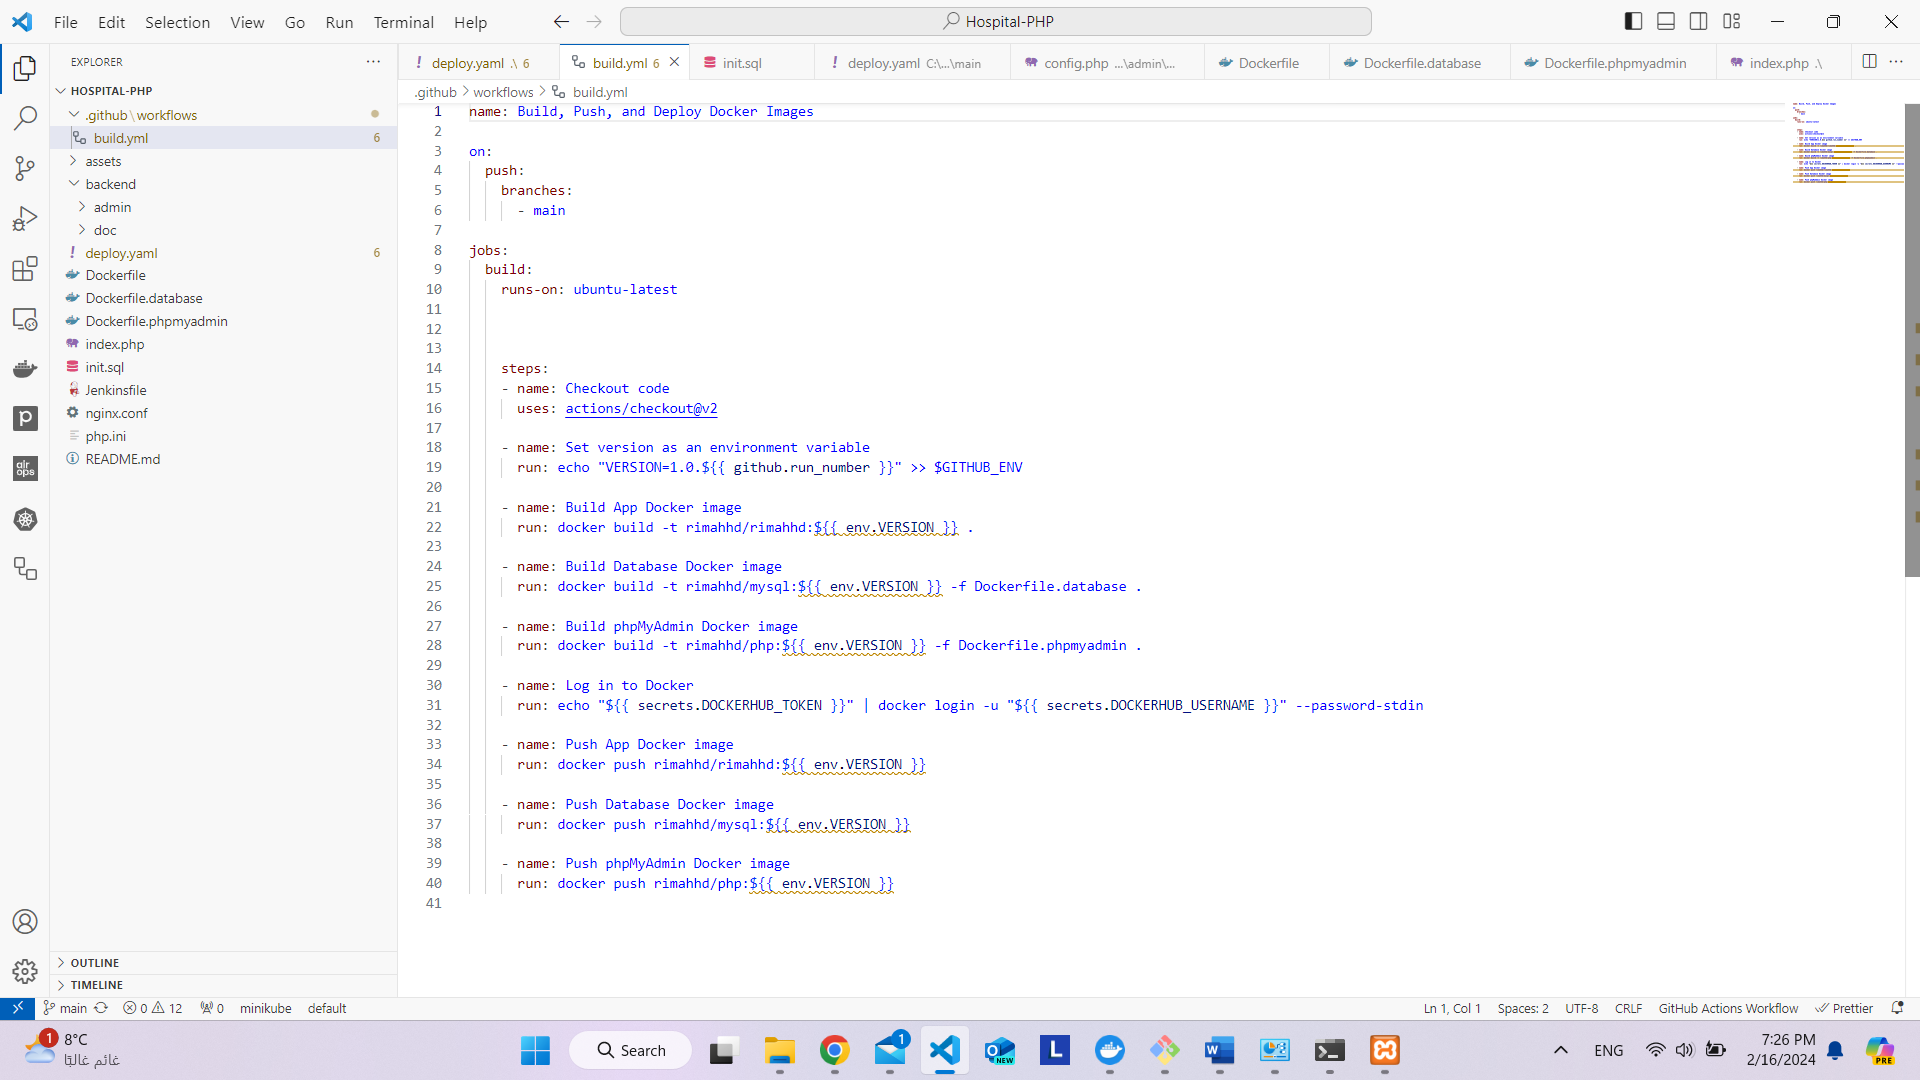 File Edit Selection View Go Run Terminal Help
Hospital-PHP
EXPLORER
HOSPITAL-PHP
.github\workflows
build.yml 6
assets
backend
admin
doc
deploy.yaml 6
Dockerfile
Dockerfile.database
Dockerfile.phpmyadmin
index.php
init.sql
Jenkinsfile
nginx.conf
php.ini
README.md
OUTLINE
TIMELINE
deploy.yaml .\ 6
build.yml 6
init.sql
deploy.yaml C:\...\main
config.php ...\admin\...
Dockerfile
Dockerfile.database
Dockerfile.phpmyadmin
index.php .\
.github > workflows > build.yml
1 name: Build, Push, and Deploy Docker Images
2
3 on:
4 push:
5 branches:
6 - main
7
8 jobs:
9 build:
10 runs-on: ubuntu-latest
11
12
13
14 steps:
15 - name: Checkout code
16 uses: actions/checkout@v2
17
18 - name: Set version as an environment variable
19 run: echo "VERSION=1.0.${{ github.run_number }}" >> $GITHUB_ENV
20
21 - name: Build App Docker image
22 run: docker build -t rimahhd/rimahhd:${{ env.VERSION }} .
23
24 - name: Build Database Docker image
25 run: docker build -t rimahhd/mysql:${{ env.VERSION }} -f Dockerfile.database .
26
27 - name: Build phpMyAdmin Docker image
28 run: docker build -t rimahhd/php:${{ env.VERSION }} -f Dockerfile.phpmyadmin .
29
30 - name: Log in to Docker
31 run: echo "${{ secrets.DOCKERHUB_TOKEN }}" | docker login -u "${{ secrets.DOCKERHUB_USERNAME }}" --password-stdin
32
33 - name: Push App Docker image
34 run: docker push rimahhd/rimahhd:${{ env.VERSION }}
35
36 - name: Push Database Docker image
37 run: docker push rimahhd/mysql:${{ env.VERSION }}
38
39 - name: Push phpMyAdmin Docker image
40 run: docker push rimahhd/php:${{ env.VERSION }}
41
main 0 12 0 minikube default
Ln 1, Col 1 Spaces: 2 UTF-8 CRLF GitHub Actions Workflow Prettier
1
8°C
غائم غالبًا
Search
1
NEW
L
ENG
7:26 PM
2/16/2024
PRE